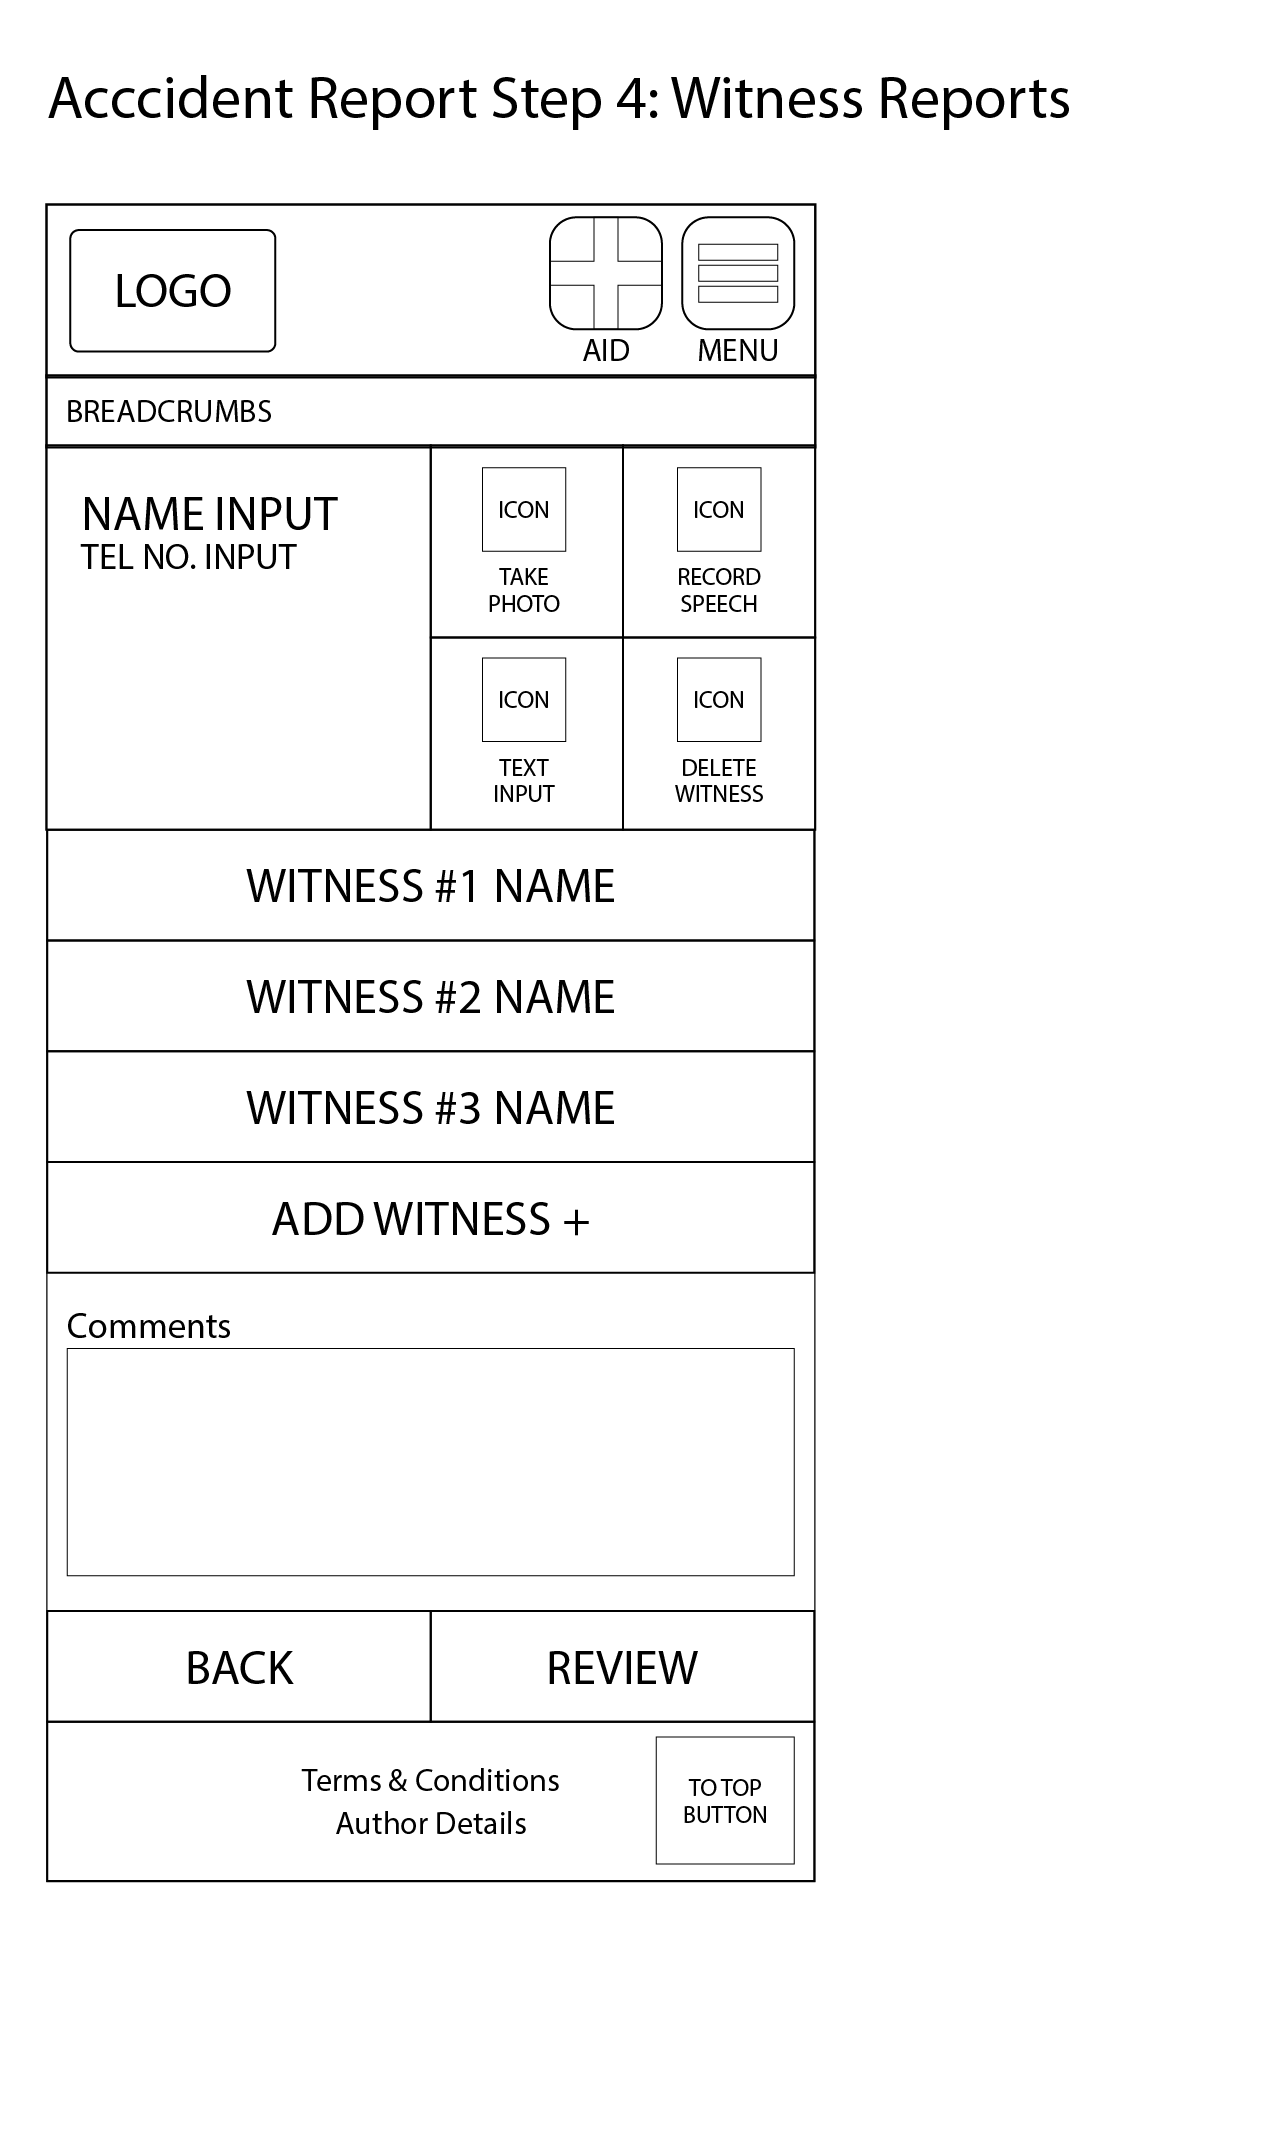 Acccident Report Step 4: Witness Reports
LOGO
AID
MENU
BREADCRUMBS
NAME INPUT
TEL NO. INPUT
ICON
TAKE
PHOTO
ICON
RECORD
SPEECH
ICON
TEXT
INPUT
ICON
DELETE
WITNESS
WITNESS #1 NAME
WITNESS #2 NAME
WITNESS #3 NAME
ADD WITNESS +
Comments
BACK
REVIEW
Terms & Conditions
Author Details
TO TOP
BUTTON